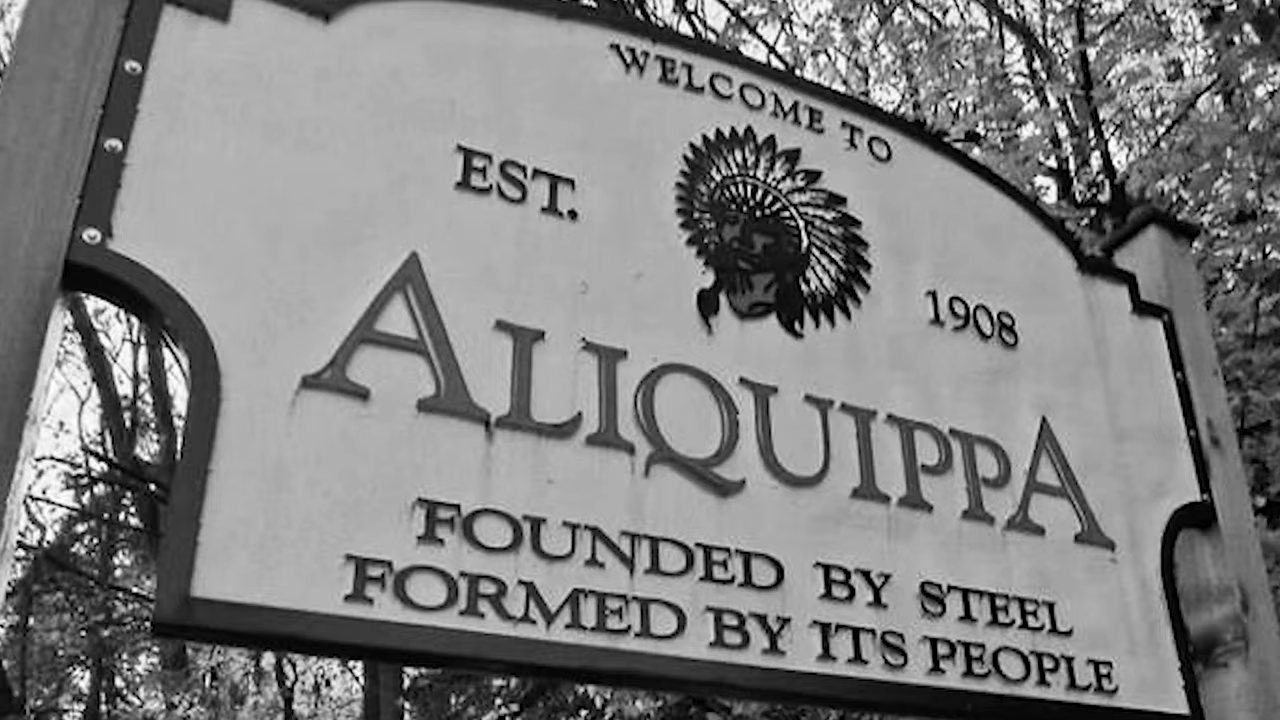 WELCOME TO
EST. 1908
ALIQUIPPA
FOUNDED BY STEEL
FORMED BY ITS PEOPLE